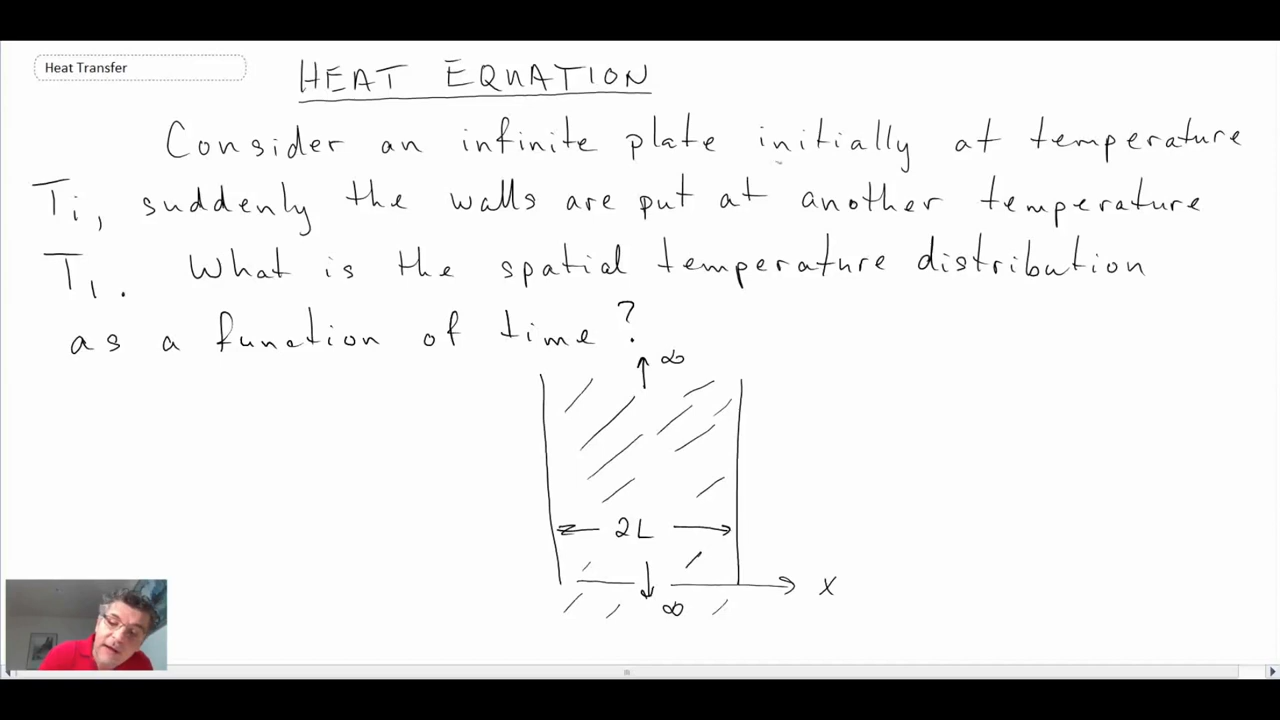 Heat Transfer
HEAT EQUATION
Consider an infinite plate initially at temperature
Ti, suddenly the walls are put at another temperature
T1. What is the spatial temperature distribution
as a function of time?
∞
2L
x
∞